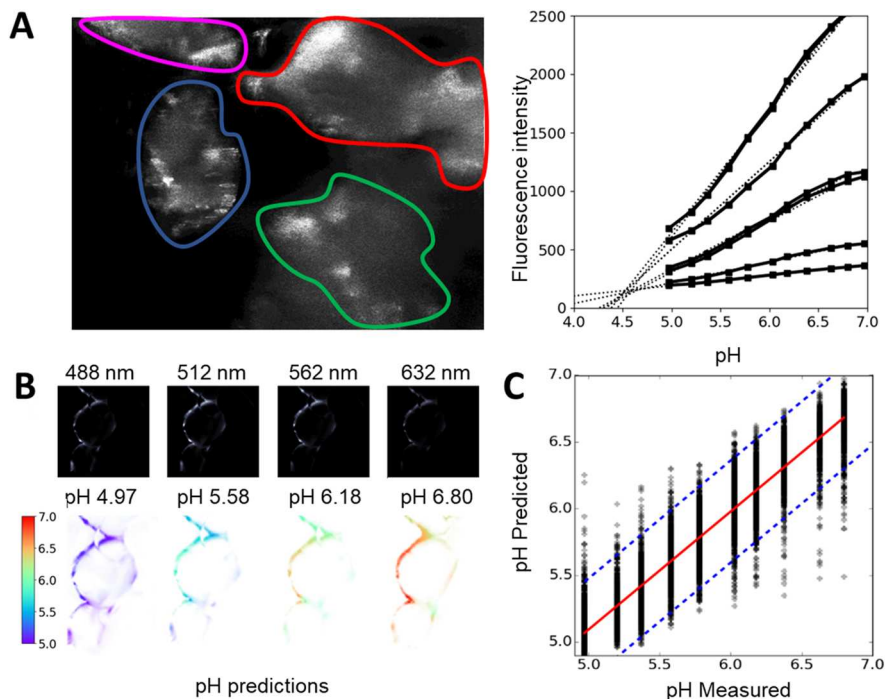 A
Fluorescence intensity
2500
2000
1500
1000
500
0
4.0 4.5 5.0 5.5 6.0 6.5 7.0
pH
B
488 nm 512 nm 562 nm 632 nm
pH 4.97 pH 5.58 pH 6.18 pH 6.80
7.0
6.5
6.0
5.5
5.0
pH predictions
C
pH Predicted
7.0
6.5
6.0
5.5
5.0
5.0 5.5 6.0 6.5 7.0
pH Measured